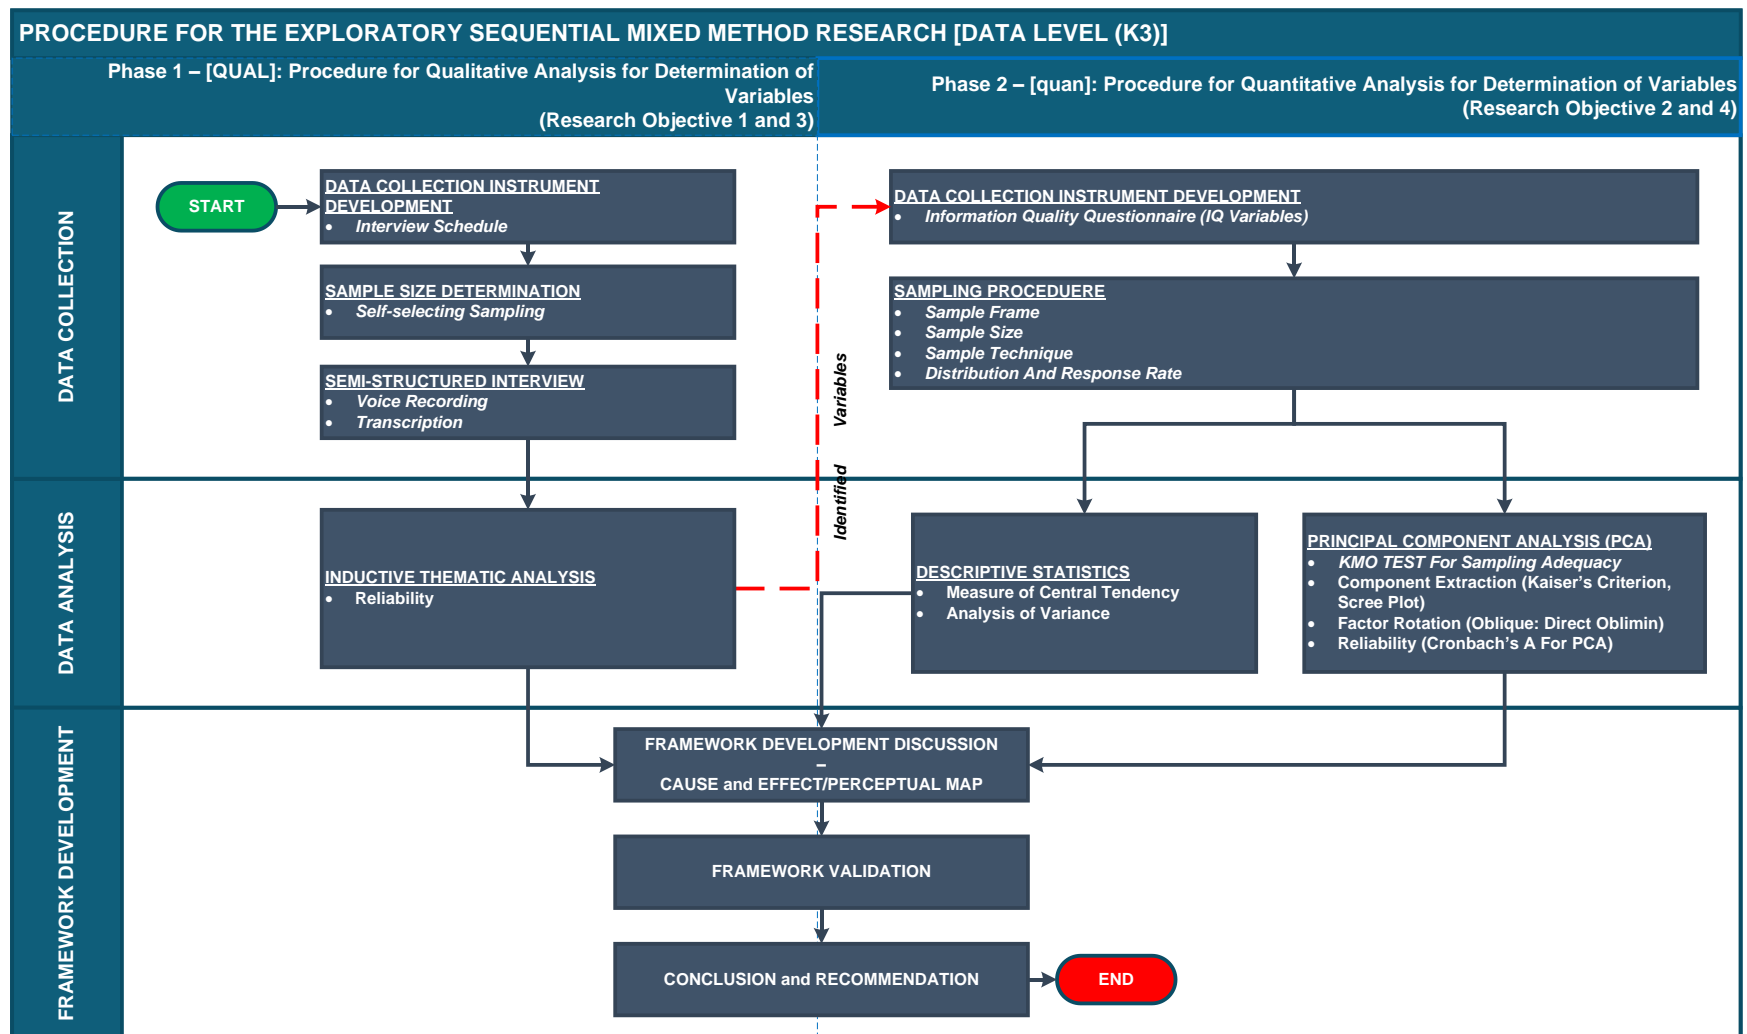 PROCEDURE FOR THE EXPLORATORY SEQUENTIAL MIXED METHOD RESEARCH [DATA LEVEL (K3)]
Phase 1 – [QUAL]: Procedure for Qualitative Analysis for Determination of
Variables
(Research Objective 1 and 3)
Phase 2 – [quan]: Procedure for Quantitative Analysis for Determination of Variables
(Research Objective 2 and 4)
DATA COLLECTION
START
DATA COLLECTION INSTRUMENT
DEVELOPMENT
• Interview Schedule
SAMPLE SIZE DETERMINATION
• Self-selecting Sampling
SEMI-STRUCTURED INTERVIEW
• Voice Recording
• Transcription
Identified Variables
DATA COLLECTION INSTRUMENT DEVELOPMENT
• Information Quality Questionnaire (IQ Variables)
SAMPLING PROCEDUERE
• Sample Frame
• Sample Size
• Sample Technique
• Distribution And Response Rate
DATA ANALYSIS
INDUCTIVE THEMATIC ANALYSIS
• Reliability
DESCRIPTIVE STATISTICS
• Measure of Central Tendency
• Analysis of Variance
PRINCIPAL COMPONENT ANALYSIS (PCA)
• KMO TEST For Sampling Adequacy
• Component Extraction (Kaiser's Criterion,
Scree Plot)
• Factor Rotation (Oblique: Direct Oblimin)
• Reliability (Cronbach's A For PCA)
FRAMEWORK DEVELOPMENT
FRAMEWORK DEVELOPMENT DISCUSSION
–
CAUSE and EFFECT/PERCEPTUAL MAP
FRAMEWORK VALIDATION
CONCLUSION and RECOMMENDATION
END